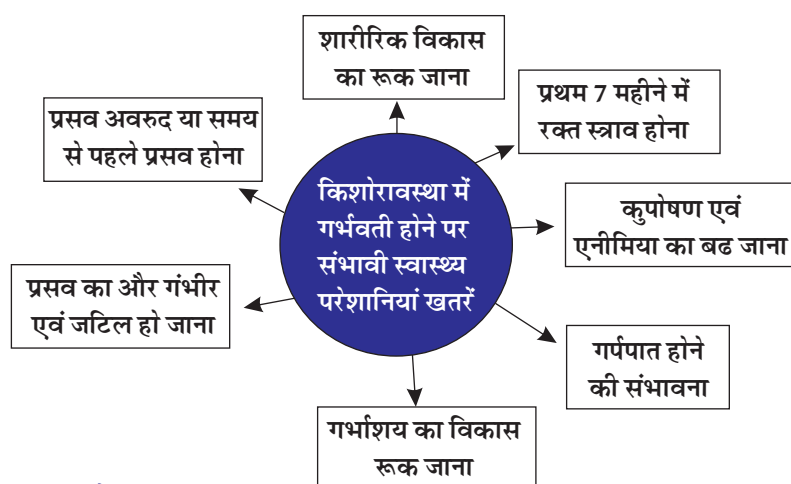 शारीरिक विकास
का रूक जाना
प्रथम 7 महीने में
रक्त स्त्राव होना
प्रसव अवरुद या समय
से पहले प्रसव होना
किशोरावस्था में
गर्भवती होने पर
संभावी स्वास्थ्य
परेशानियां खतरें
कुपोषण एवं
एनीमिया का बढ जाना
प्रसव का और गंभीर
एवं जटिल हो जाना
गर्पपात होने
की संभावना
गर्भाशय का विकास
रूक जाना